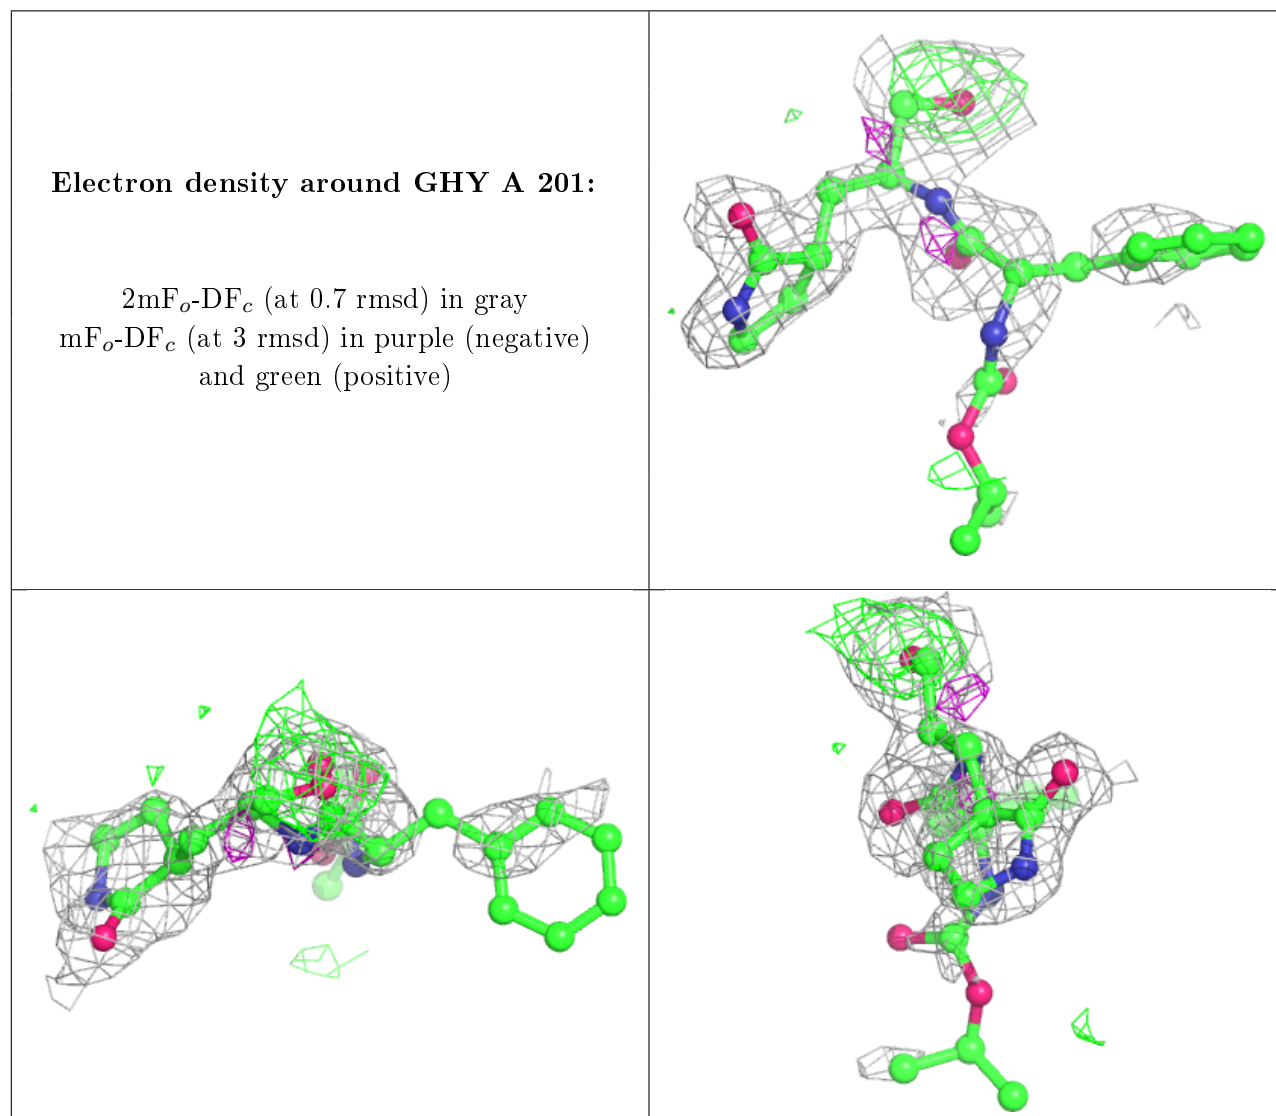 Electron density around GHY A 201:
2mFₒ-DF𝒸 (at 0.7 rmsd) in gray
mFₒ-DF𝒸 (at 3 rmsd) in purple (negative)
and green (positive)